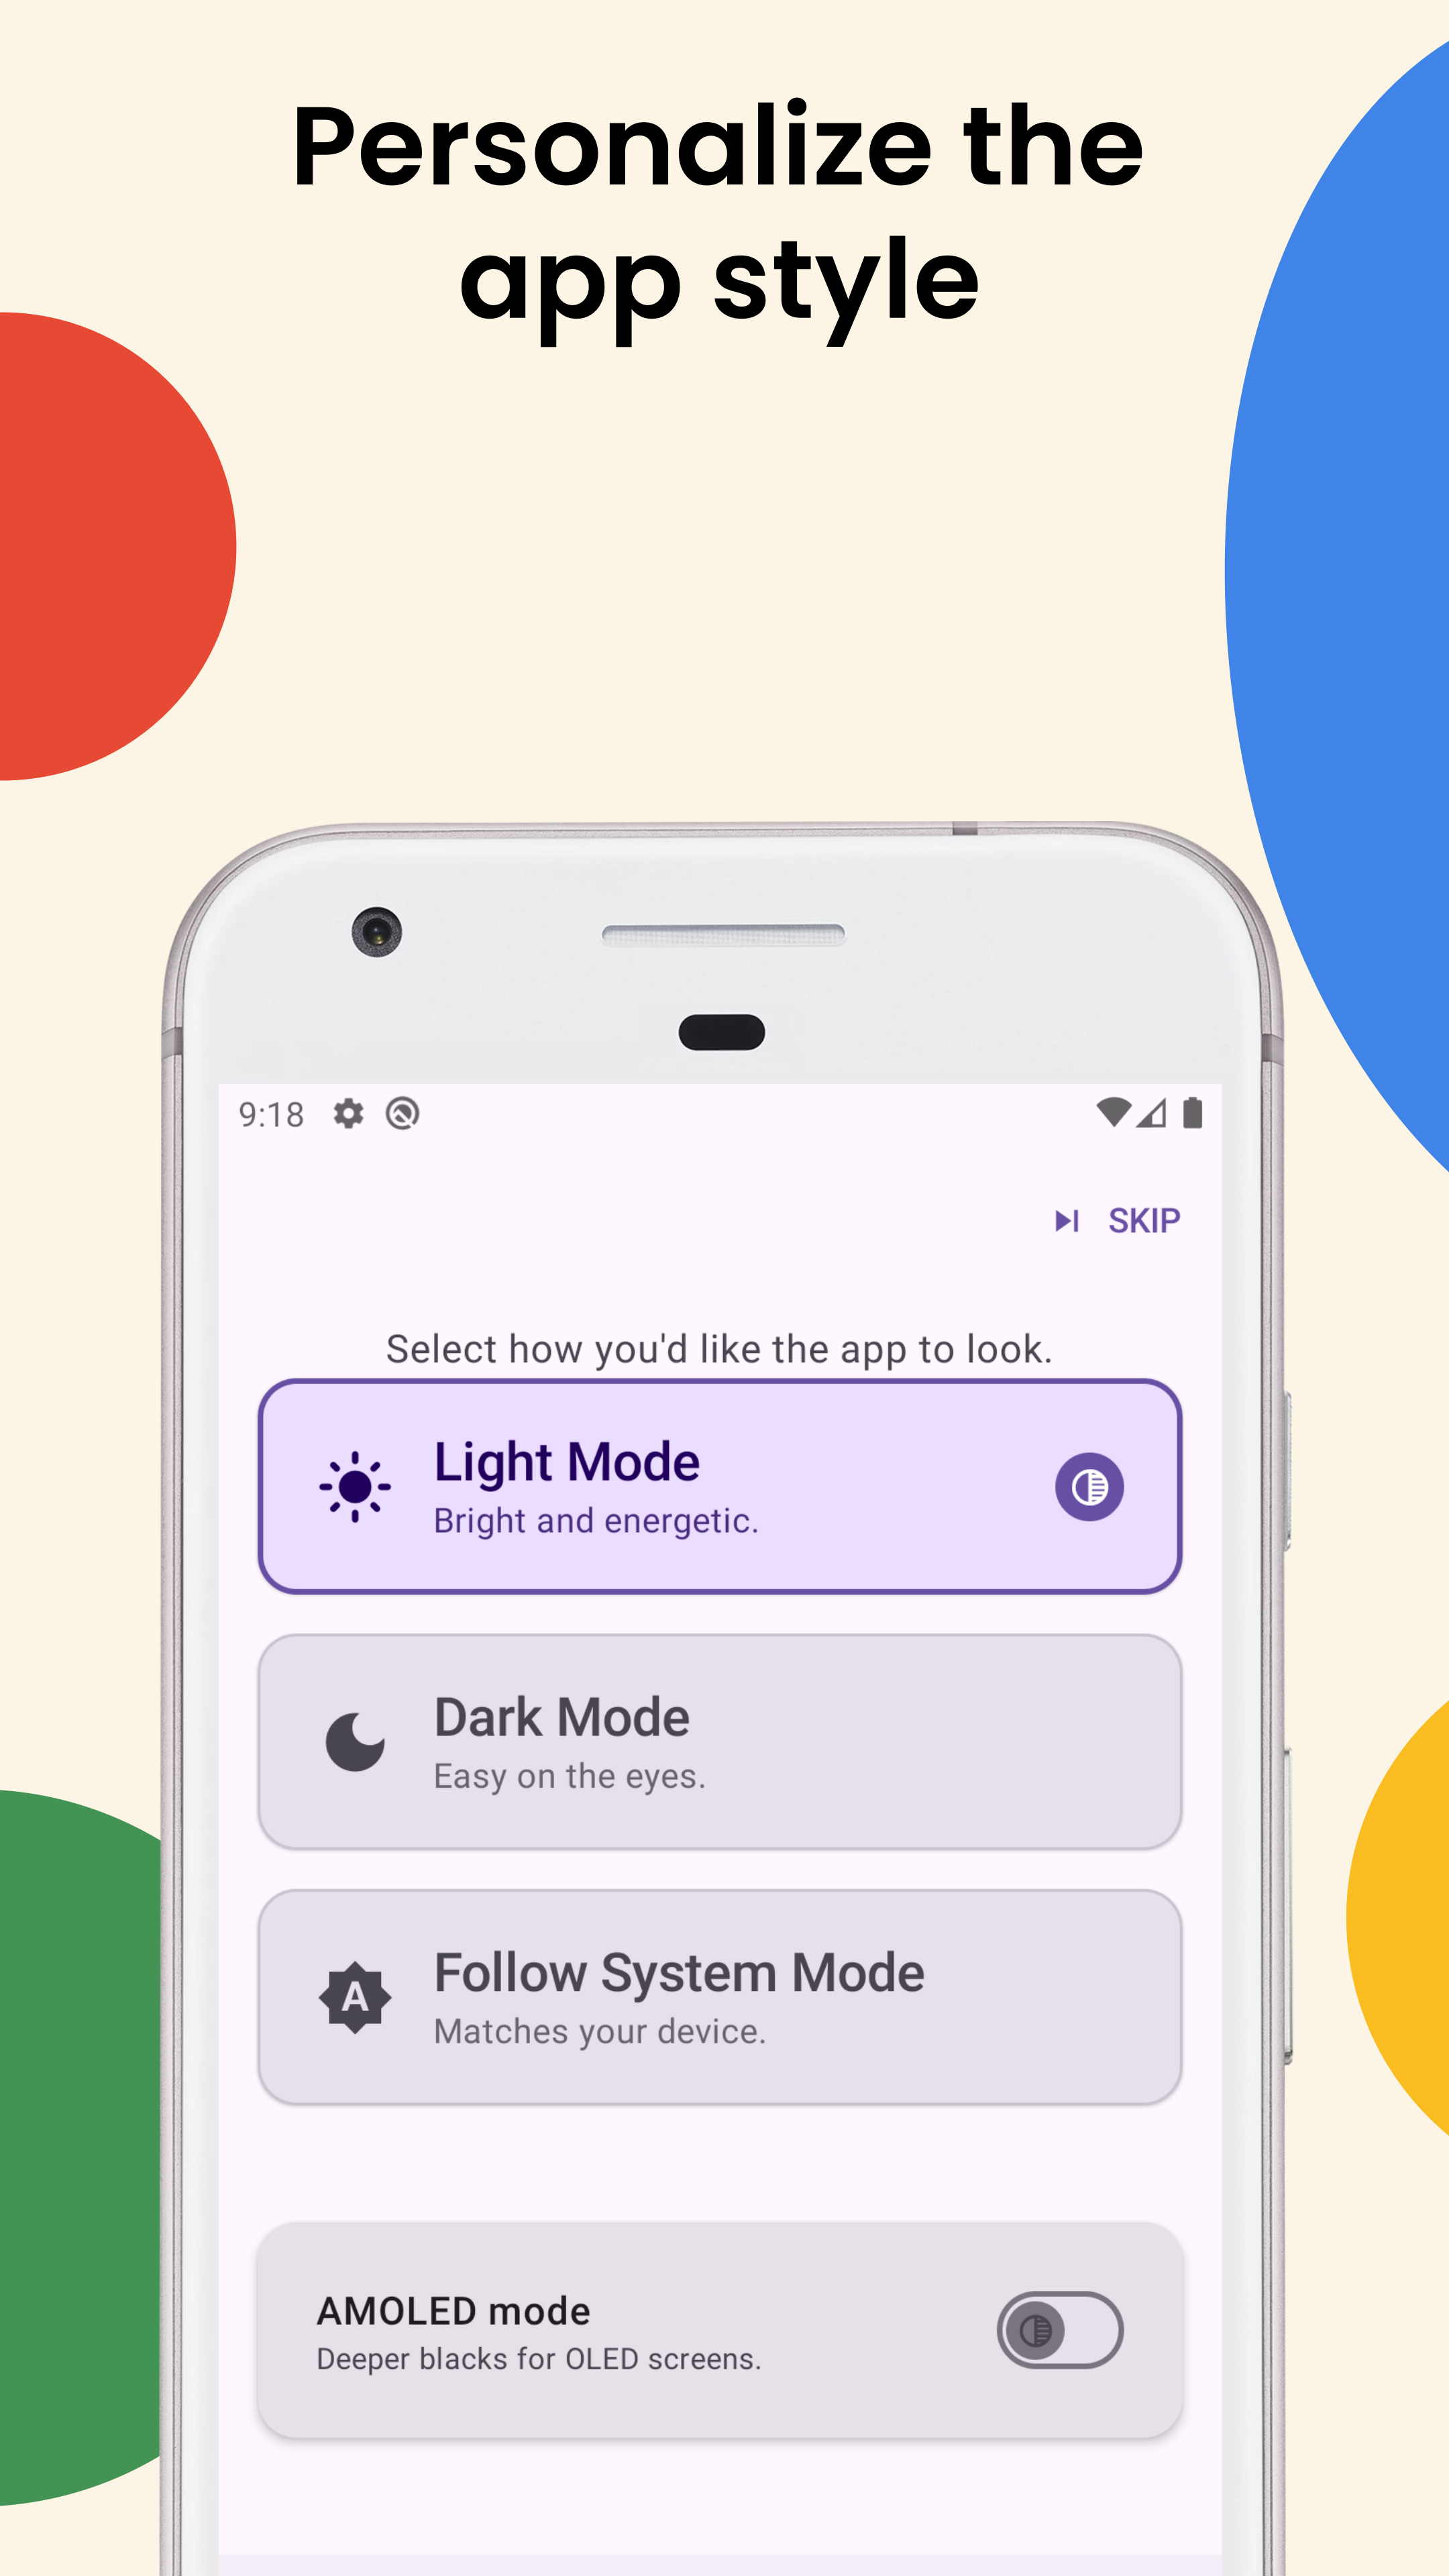 Personalize the
app style
9:18
SKIP
Select how you'd like the app to look.
Light Mode
Bright and energetic.
Dark Mode
Easy on the eyes.
A
Follow System Mode
Matches your device.
AMOLED mode
Deeper blacks for OLED screens.